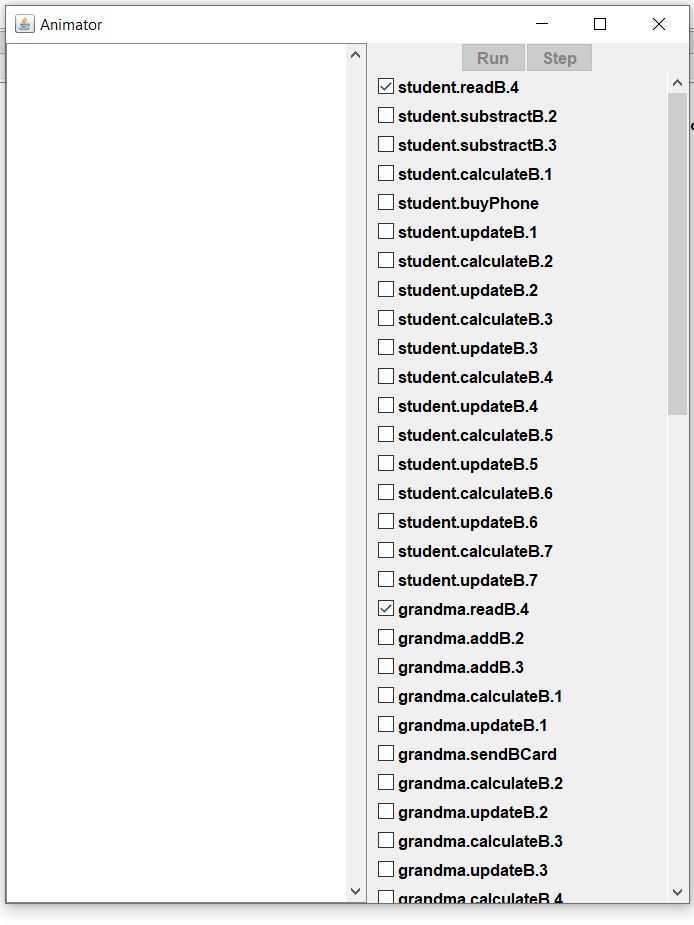 Animator
Run Step
student.readB.4
student.substractB.2
student.substractB.3
student.calculateB.1
student.buyPhone
student.updateB.1
student.calculateB.2
student.updateB.2
student.calculateB.3
student.updateB.3
student.calculateB.4
student.updateB.4
student.calculateB.5
student.updateB.5
student.calculateB.6
student.updateB.6
student.calculateB.7
student.updateB.7
grandma.readB.4
grandma.addB.2
grandma.addB.3
grandma.calculateB.1
grandma.updateB.1
grandma.sendBCard
grandma.calculateB.2
grandma.updateB.2
grandma.calculateB.3
grandma.updateB.3
grandma.calculateB.4